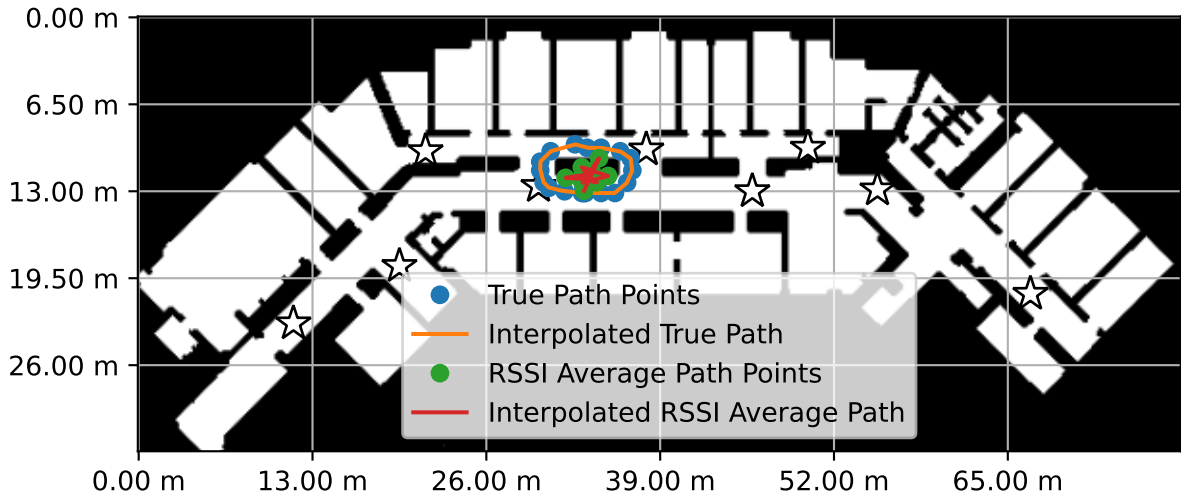 0.00 m
6.50 m
13.00 m
19.50 m
26.00 m
True Path Points
Interpolated True Path
RSSI Average Path Points
Interpolated RSSI Average Path
0.00 m 13.00 m 26.00 m 39.00 m 52.00 m 65.00 m